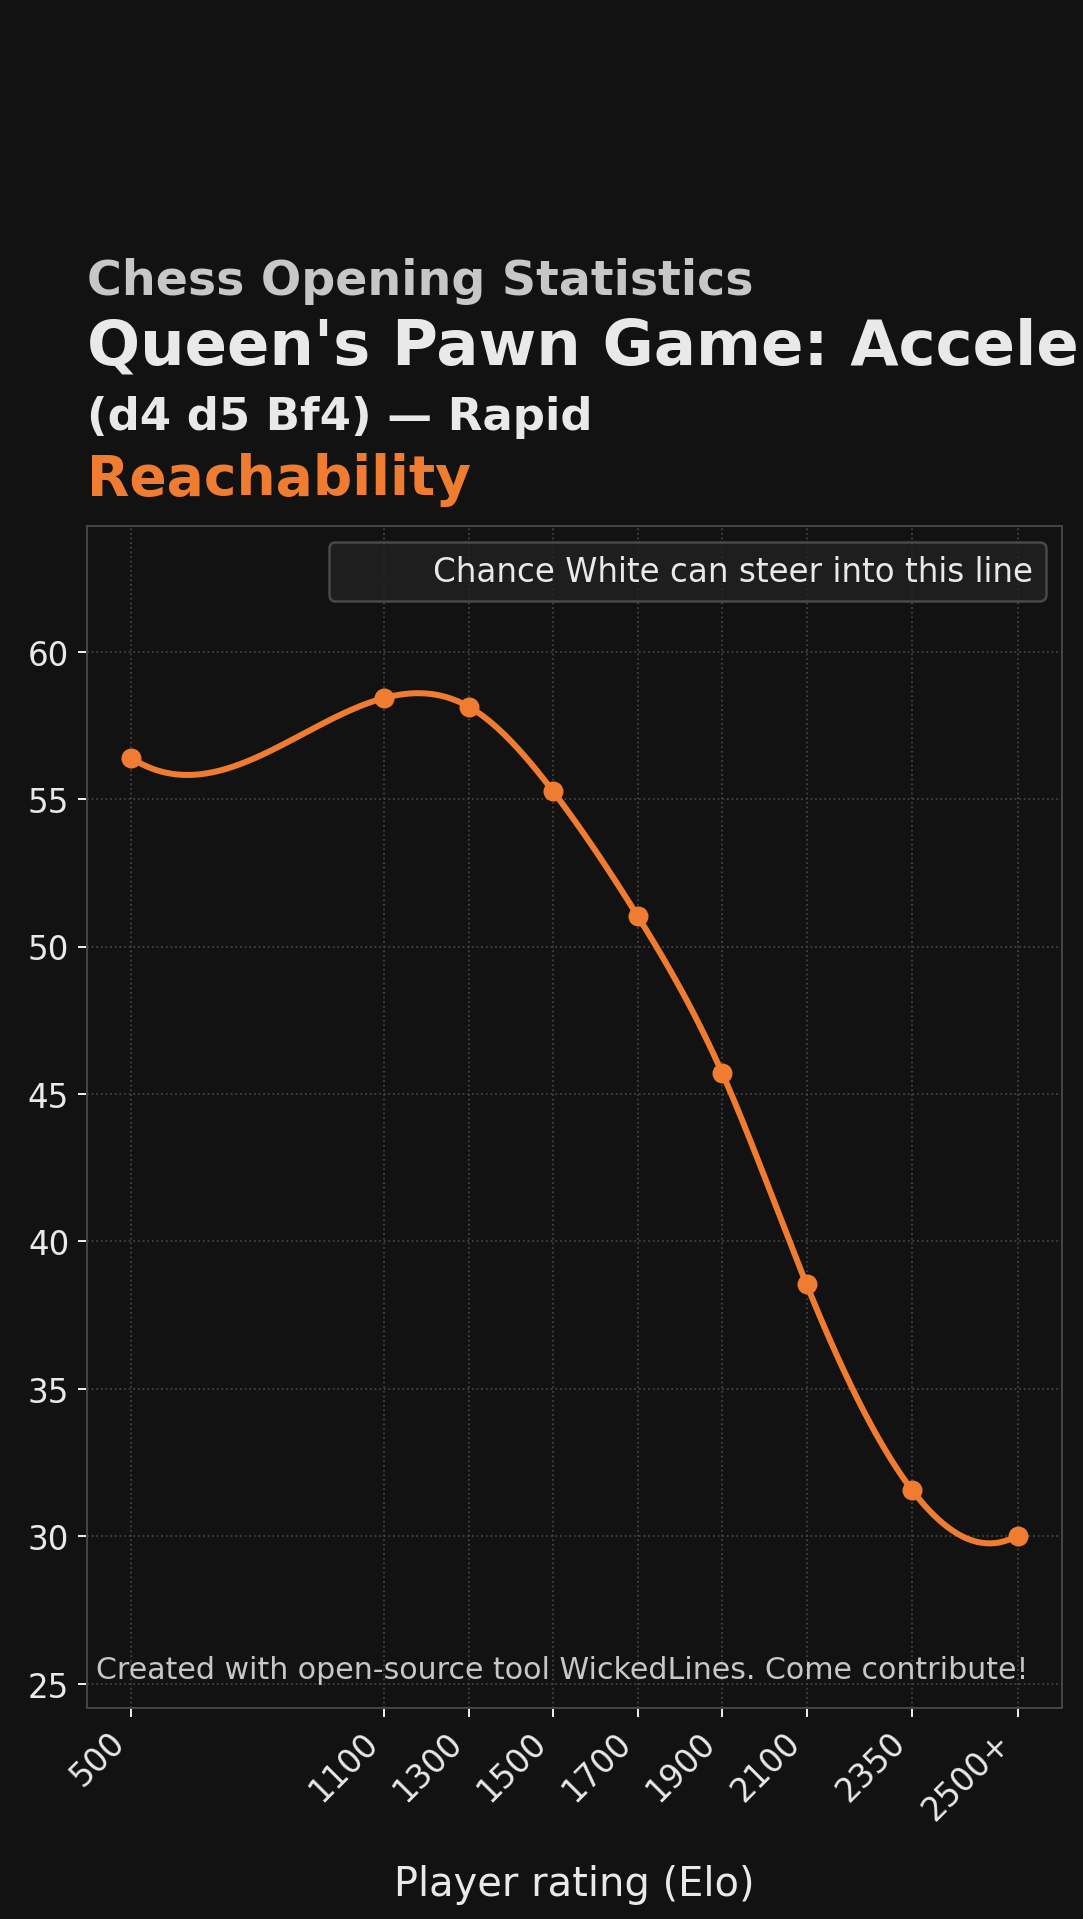 Chess Opening Statistics
Queen's Pawn Game: Accele
(d4 d5 Bf4) — Rapid
Reachability
Chance White can steer into this line
60
55
50
45
40
35
30
25
Created with open-source tool WickedLines. Come contribute!
500
1100
1300
1500
1700
1900
2100
2350
2500+
Player rating (Elo)